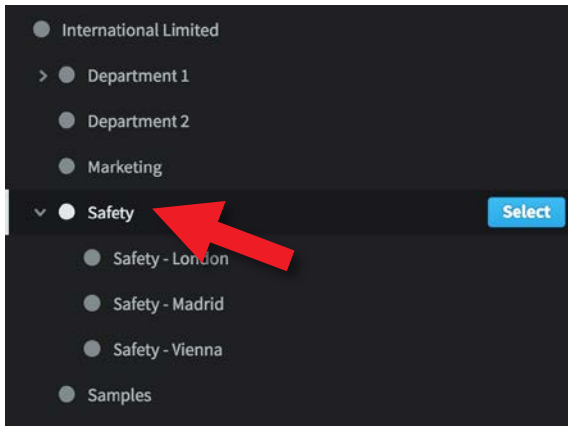 International Limited
Department 1
Department 2
Marketing
Safety
Select
Safety - London
Safety - Madrid
Safety - Vienna
Samples